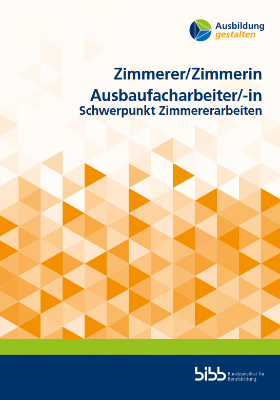 Ausbildung
gestalten
Zimmerer/Zimmerin
Ausbaufacharbeiter/-in
Schwerpunkt Zimmererarbeiten
bibb
Bundesinstitut für
Berufsbildung